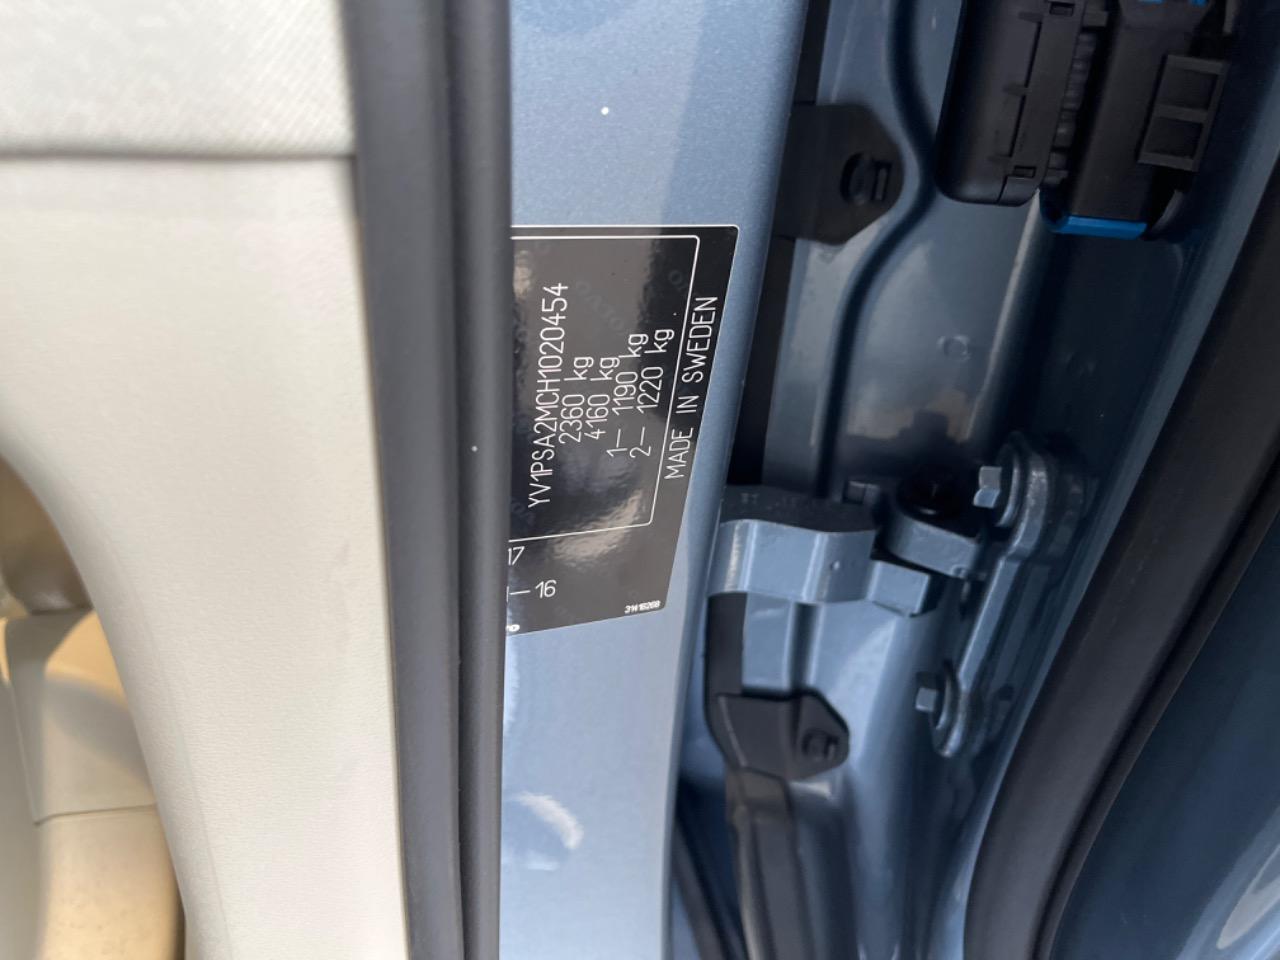 YV1PSA2MCH1020454
2360 kg
4160 kg
1— 1190 kg
2— 1220 kg
MADE IN SWEDEN
17
— 16
31416268